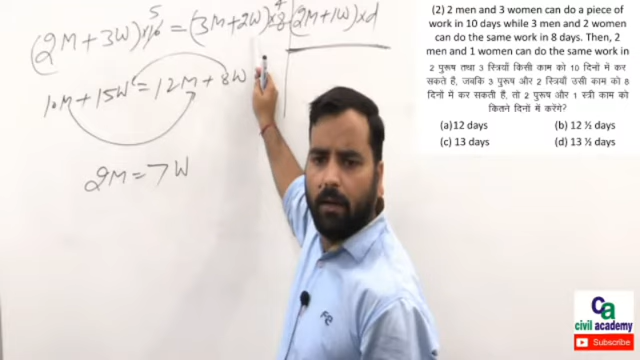 (2M+3W)×10 5 = (3M+2W)×8 4 (2M+1W)×d
10M+15W = 12M+8W
2M = 7W
(2) 2 men and 3 women can do a piece of
work in 10 days while 3 men and 2 women
can do the same work in 8 days. Then, 2
men and 1 women can do the same work in
2 पुरूष तथा 3 स्त्रियाँ किसी काम को 10 दिनों में कर
सकते हैं, जबकि 3 पुरूष और 2 स्त्रियाँ उसी काम को 8
दिनों में कर सकती हैं, तो 2 पुरूष और 1 स्त्री काम को
कितने दिनों में करेंगे?
(a)12 days (b) 12 ½ days
(c) 13 days (d) 13 ½ days
ca
civil academy
Subscribe